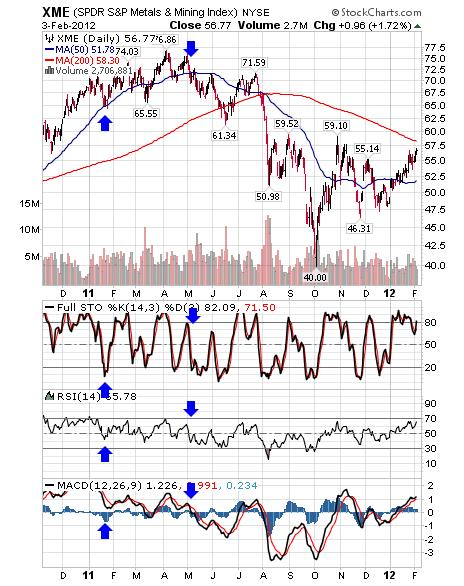 XME (SPDR S&P Metals & Mining Index) NYSE © StockCharts.com
3-Feb-2012 Close 56.77 Volume 2.7M Chg +0.96 (+1.72%)
XME (Daily) 56.77
MA(50) 51.78
MA(200) 58.30
Volume 2,706,881
74.03
76.86
71.59
65.55
61.34
59.52
59.10
55.14
50.98
46.31
40.00
77.5
75.0
72.5
70.0
67.5
65.0
62.5
60.0
57.5
55.0
52.5
50.0
47.5
45.0
42.5
40.0
15M
10M
5M
D 11 F M A M J J A S O N D 12 F
Full STO %K(14,3) %D(3) 82.09, 71.50
80
50
20
RSI(14) 65.78
90
70
50
30
10
MACD(12,26,9) 1.226, 0.991, 0.234
2
1
0
-1
-2
-3
D 11 F M A M J J A S O N D 12 F